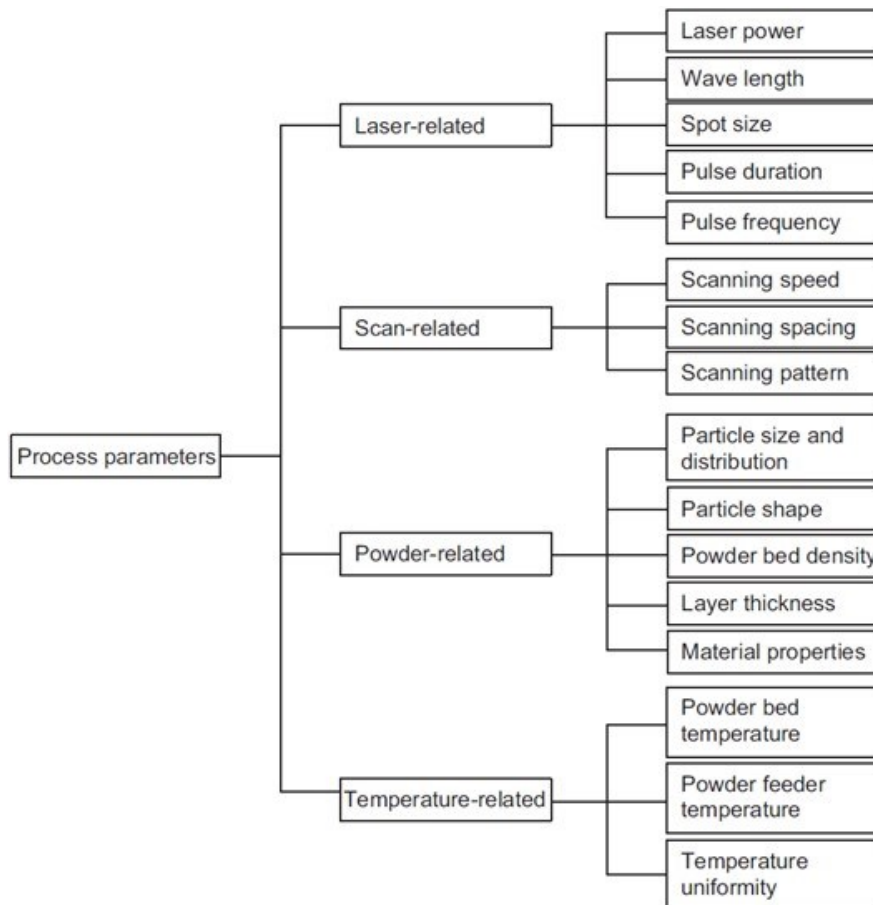 Laser power
Wave length
Laser-related
Spot size
Pulse duration
Pulse frequency
Scanning speed
Scan-related
Scanning spacing
Scanning pattern
Process parameters
Particle size and
distribution
Particle shape
Powder-related
Powder bed density
Layer thickness
Material properties
Powder bed
temperature
Temperature-related
Powder feeder
temperature
Temperature
uniformity